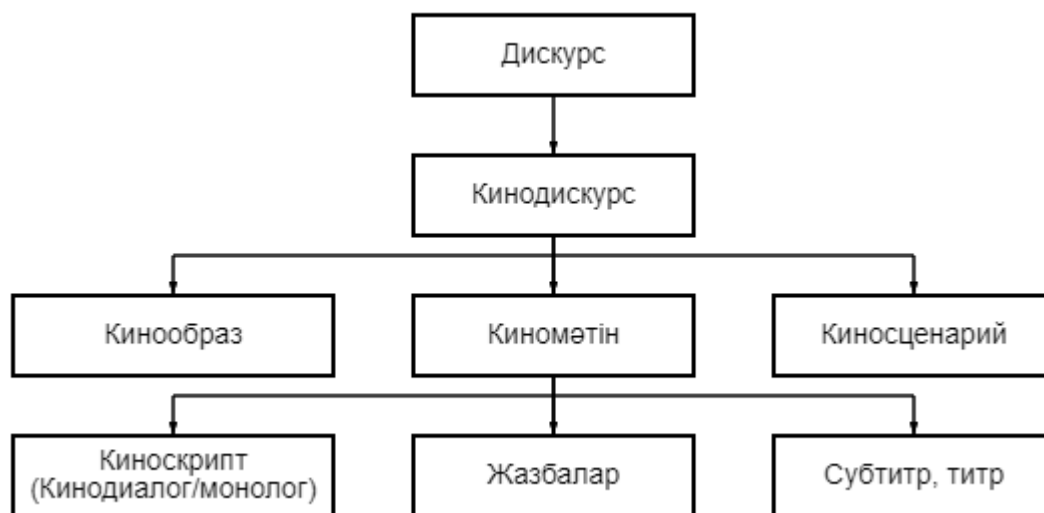 Дискурс
Кинодискурс
Кинообраз
Киномәтін
Киносценарий
Киноскрипт
(Кинодиалог/монолог)
Жазбалар
Субтитр, титр